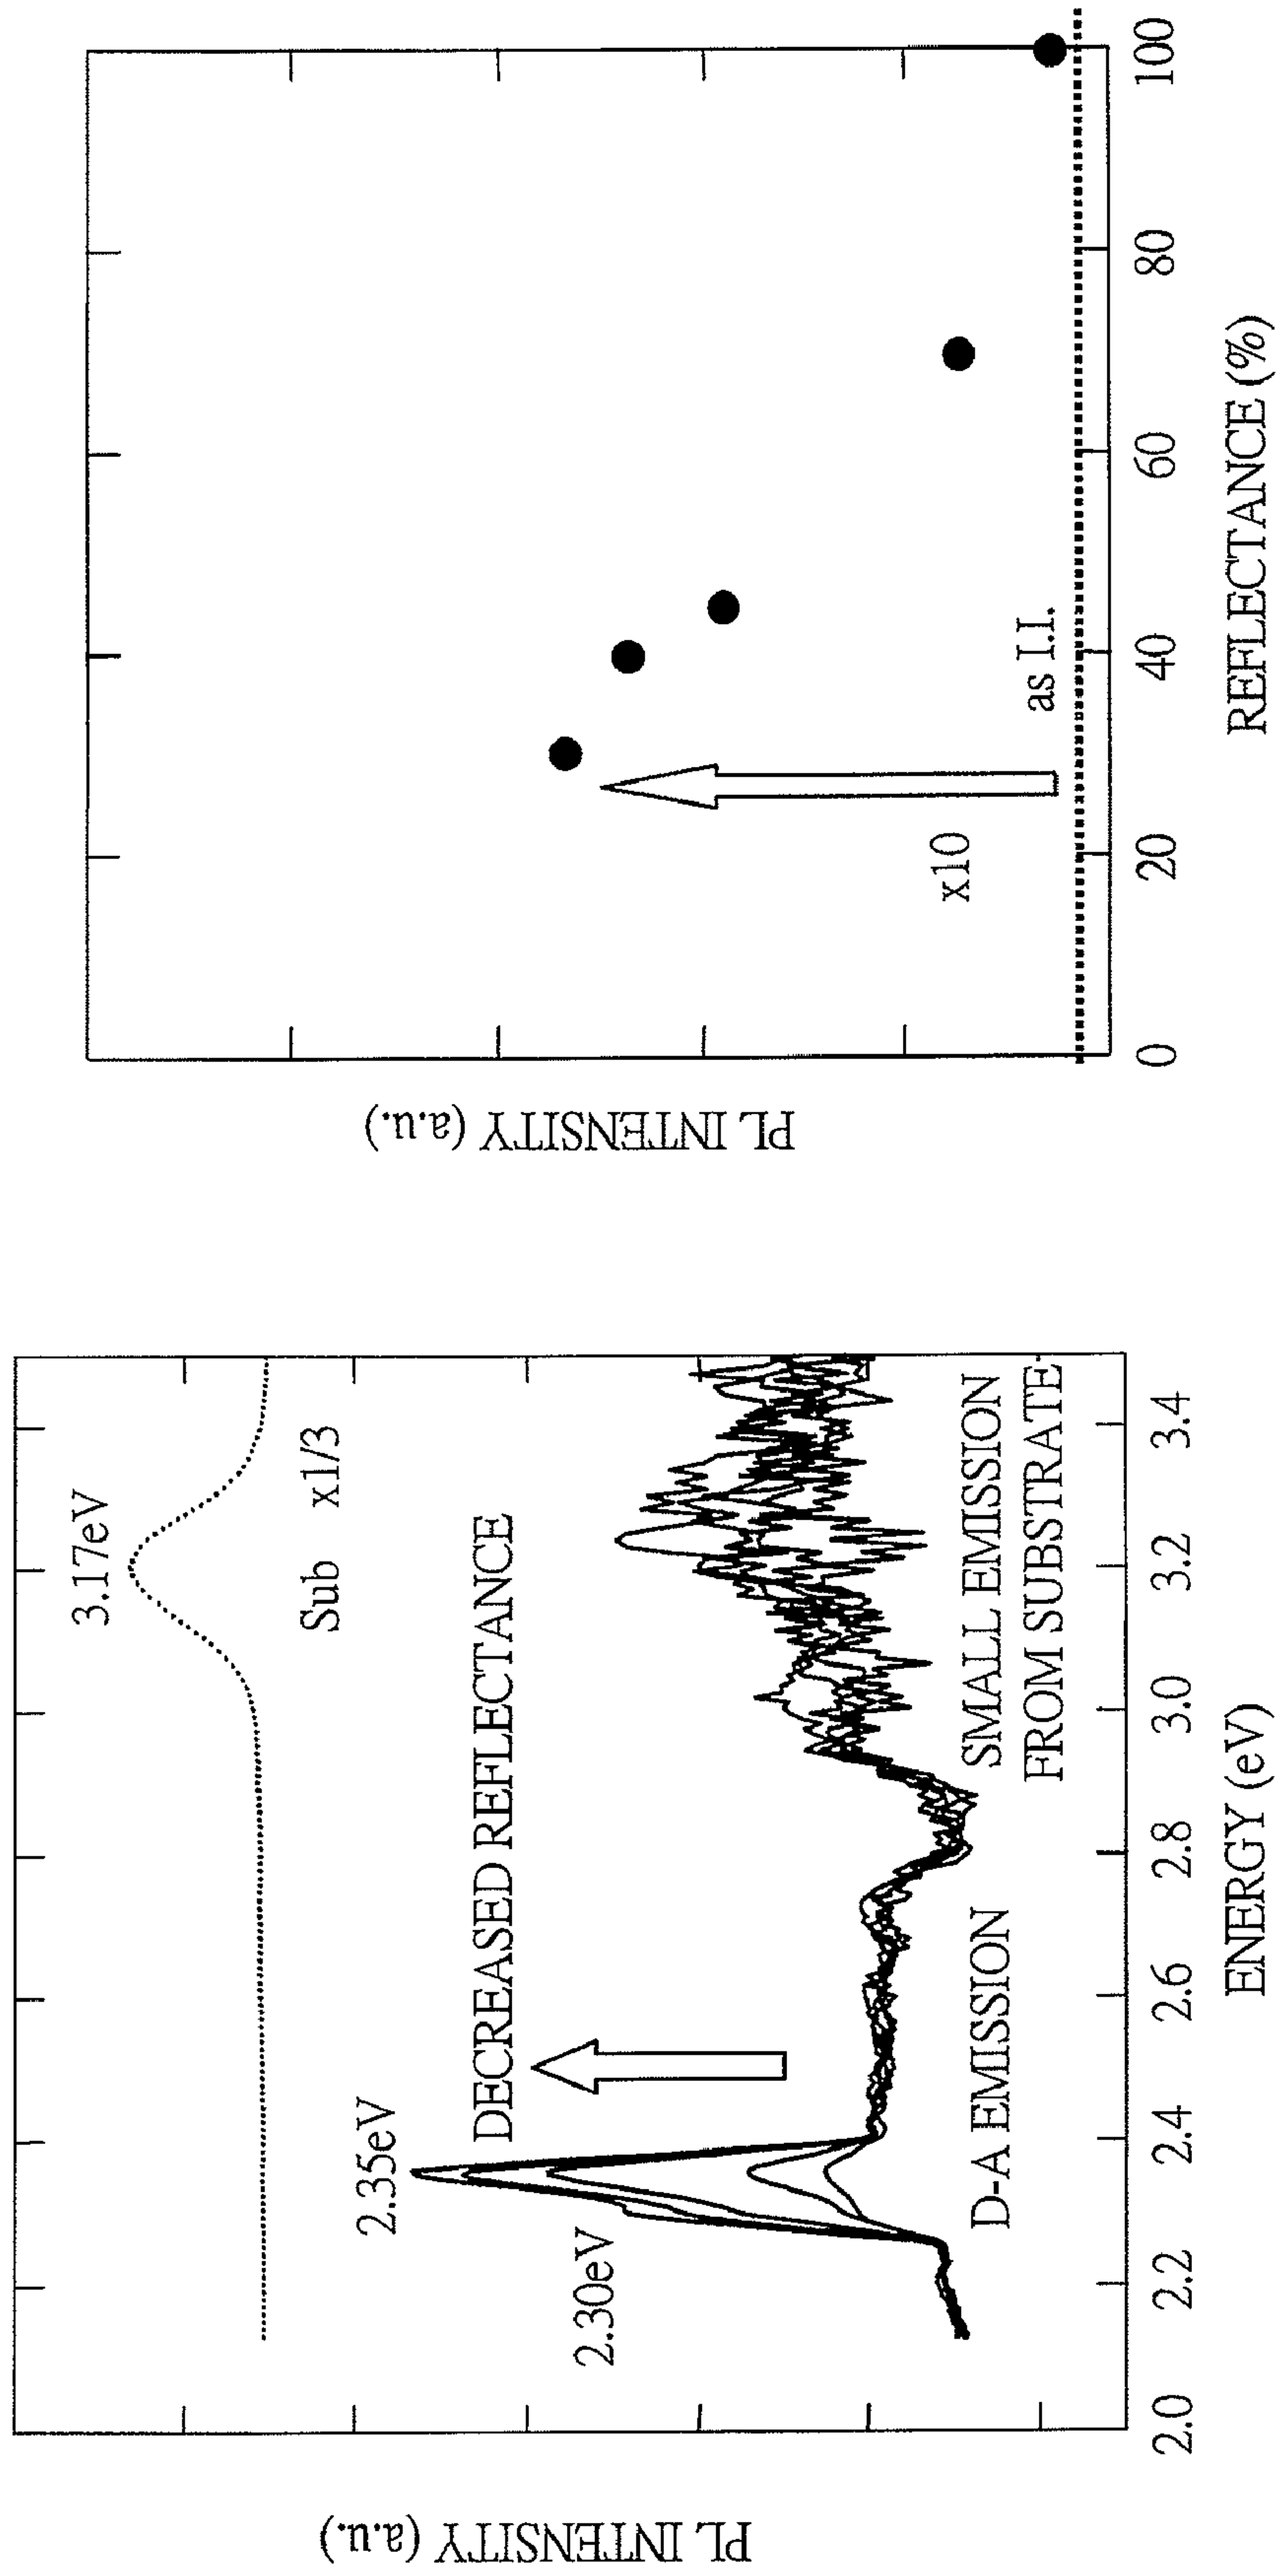 PL INTENSITY (a.u.)
3.17eV
Sub x1/3
2.35eV
DECREASED REFLECTANCE
2.30eV
D-A EMISSION
SMALL EMISSION
FROM SUBSTRATE
2.0 2.2 2.4 2.6 2.8 3.0 3.2 3.4
ENERGY (eV)
PL INTENSITY (a.u.)
x10
as I.I.
0 20 40 60 80 100
REFLECTANCE (%)